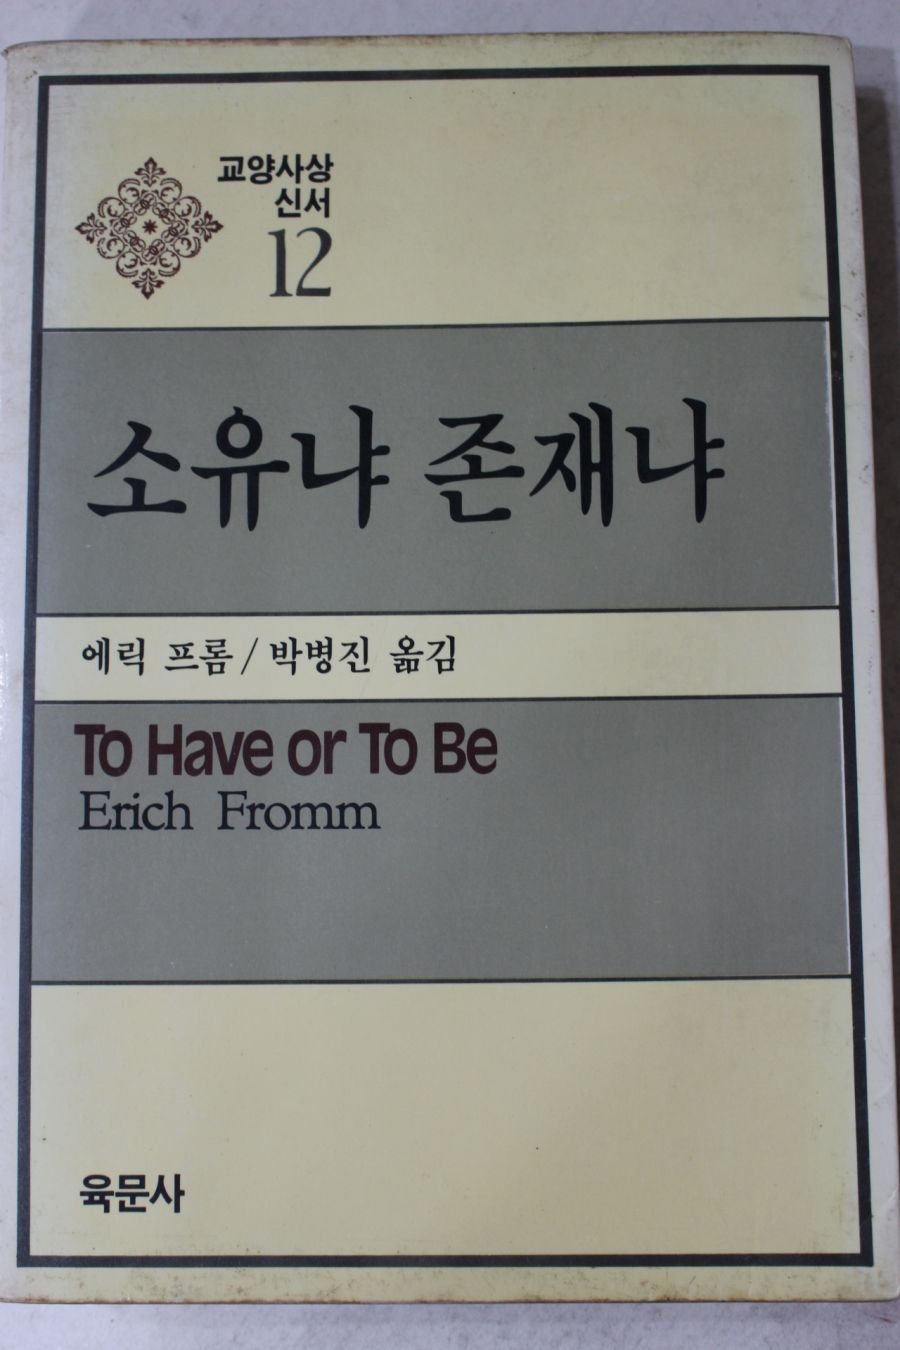 교양사상
신서
12
소유냐 존재냐
에릭 프롬 / 박병진 옮김
To Have or To Be
Erich Fromm
육문사